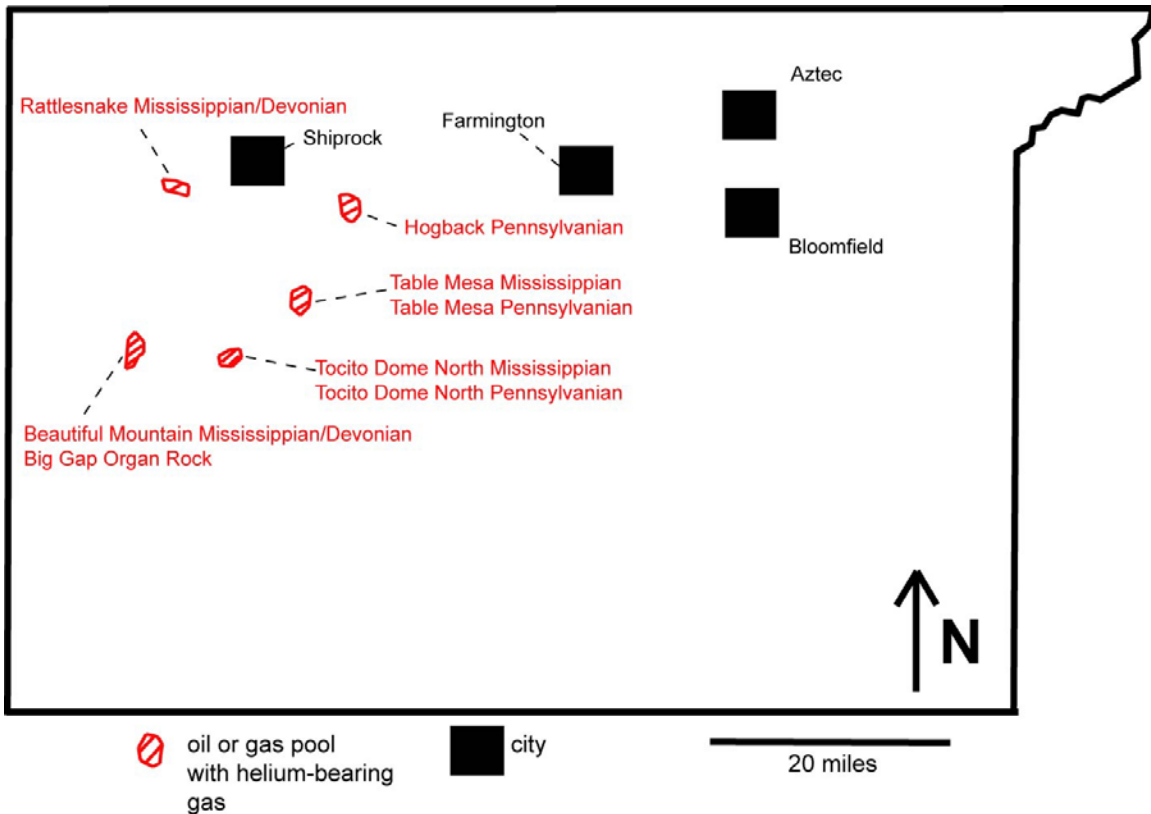 Aztec
Rattlesnake Mississippian/Devonian
Farmington
Shiprock
Hogback Pennsylvanian
Bloomfield
Table Mesa Mississippian
Table Mesa Pennsylvanian
Tocito Dome North Mississippian
Tocito Dome North Pennsylvanian
Beautiful Mountain Mississippian/Devonian
Big Gap Organ Rock
N
oil or gas pool
with helium-bearing
gas
city
20 miles